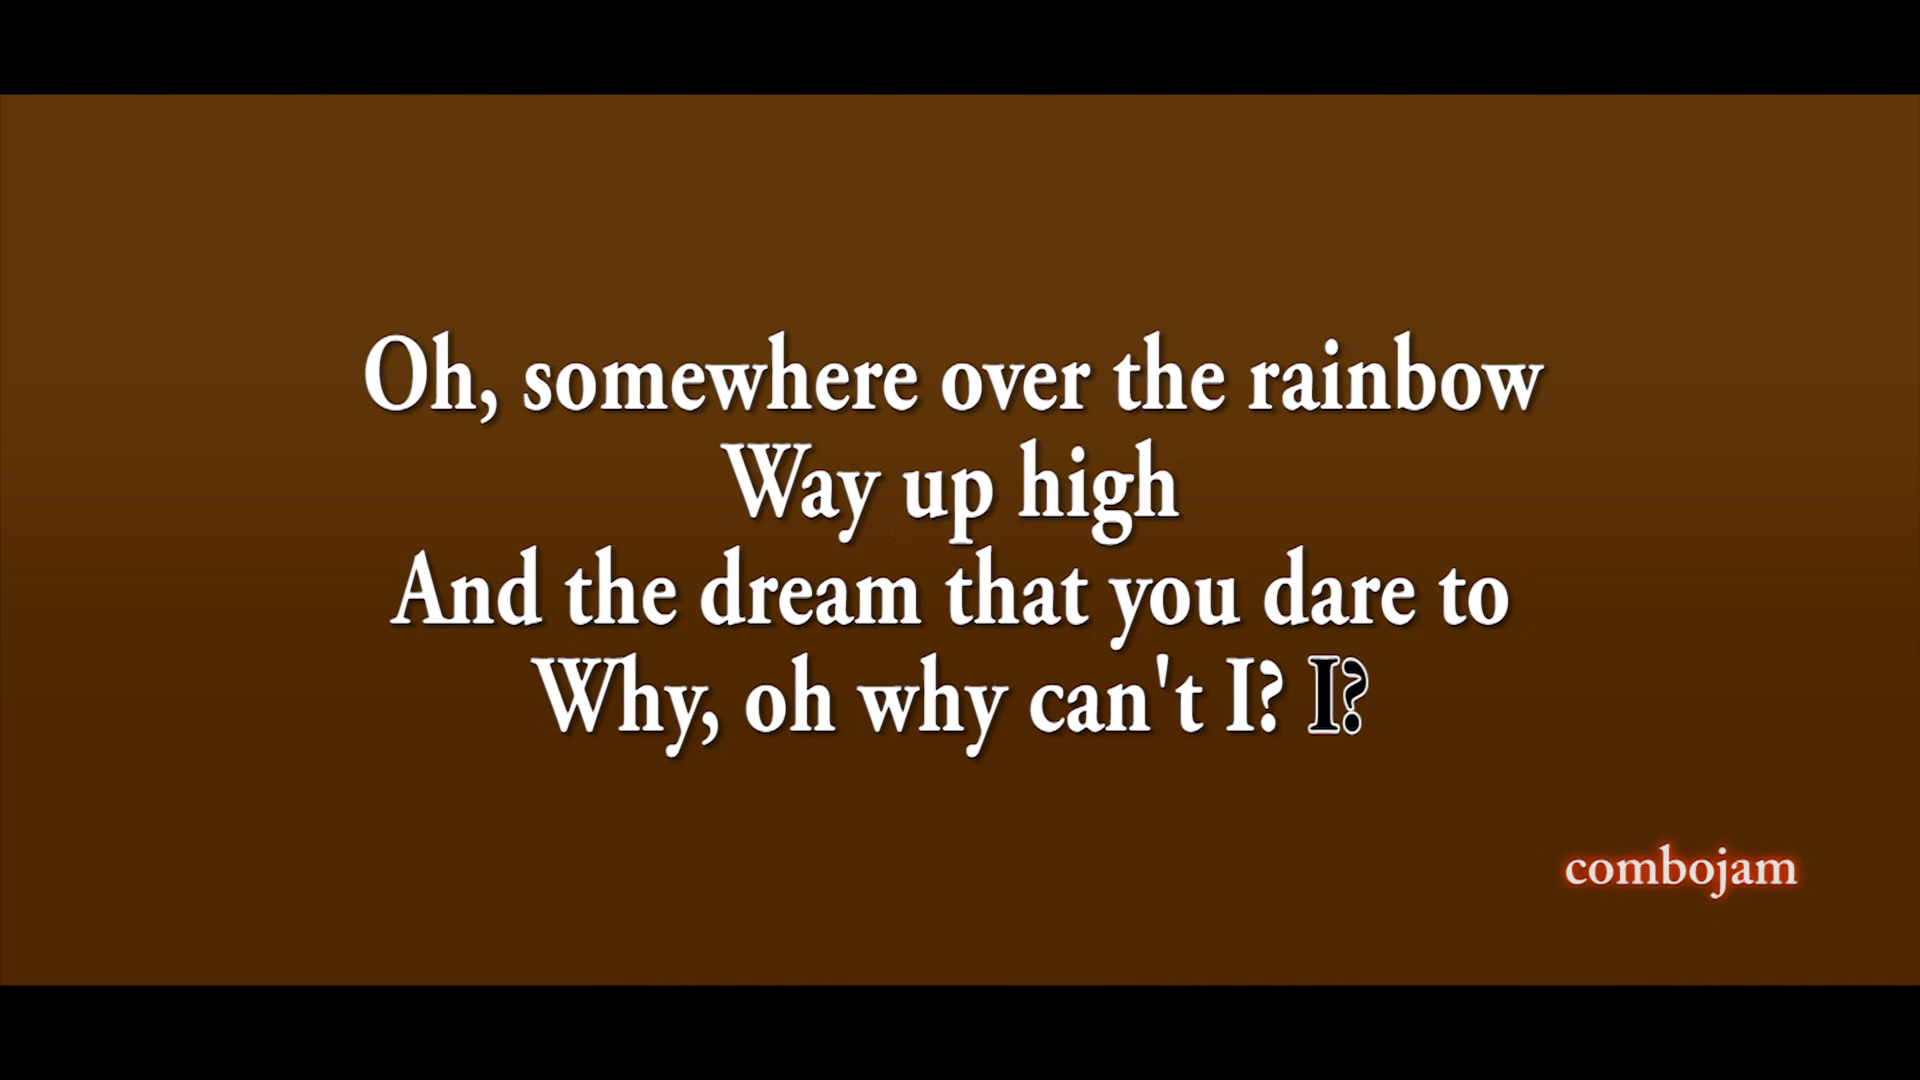 Oh, somewhere over the rainbow
Way up high
And the dream that you dare to
Why, oh why can't I? I?
combojam